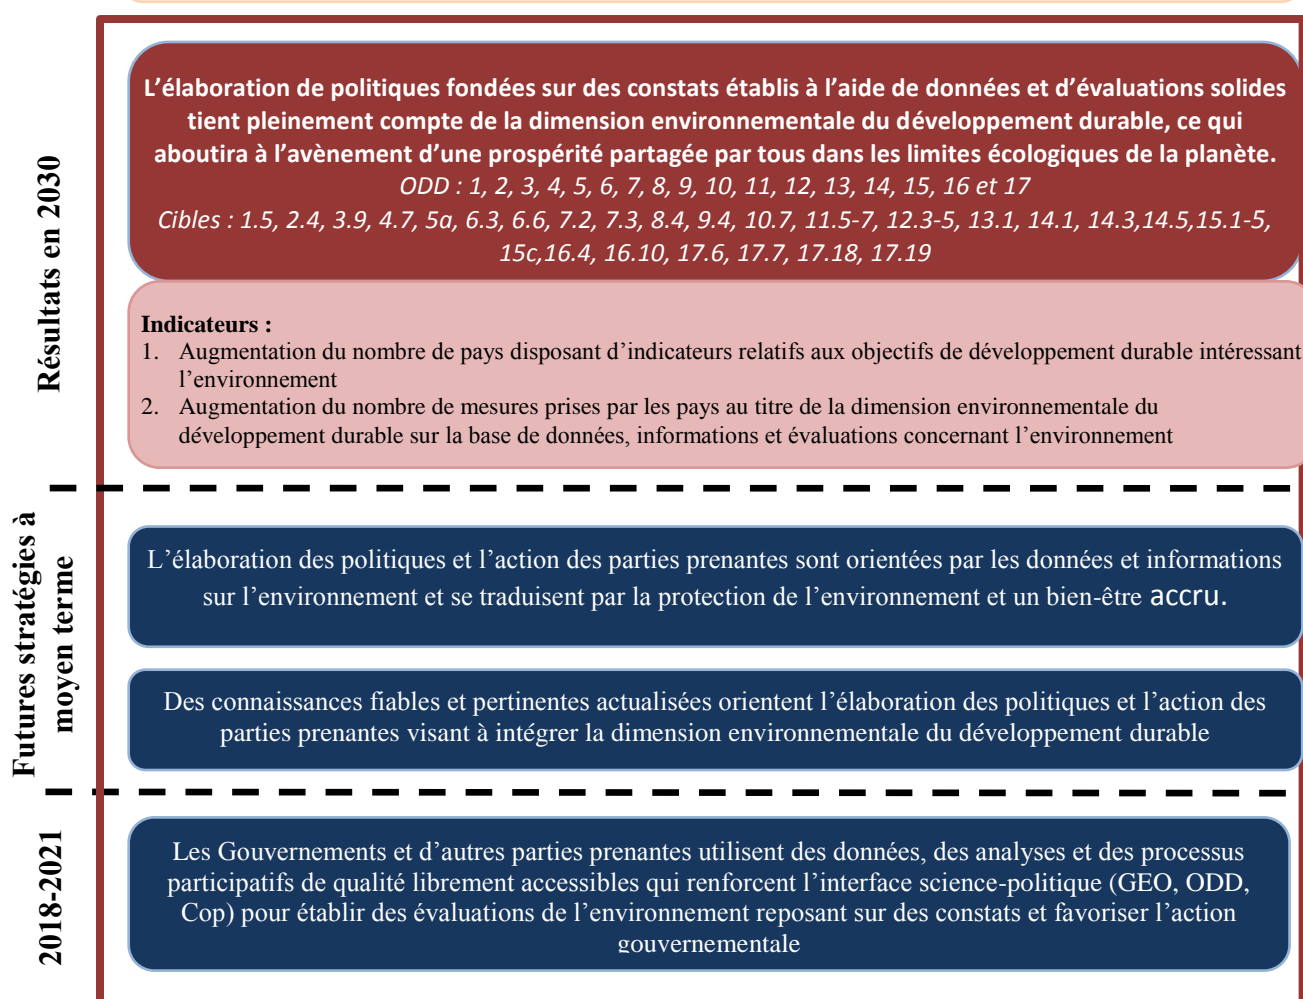 Résultats en 2030
L’élaboration de politiques fondées sur des constats établis à l’aide de données et d’évaluations solides
tient pleinement compte de la dimension environnementale du développement durable, ce qui
aboutira à l’avènement d’une prospérité partagée par tous dans les limites écologiques de la planète.
ODD : 1, 2, 3, 4, 5, 6, 7, 8, 9, 10, 11, 12, 13, 14, 15, 16 et 17
Cibles : 1.5, 2.4, 3.9, 4.7, 5a, 6.3, 6.6, 7.2, 7.3, 8.4, 9.4, 10.7, 11.5-7, 12.3-5, 13.1, 14.1, 14.3,14.5,15.1-5,
15c,16.4, 16.10, 17.6, 17.7, 17.18, 17.19
Indicateurs :
1. Augmentation du nombre de pays disposant d’indicateurs relatifs aux objectifs de développement durable intéressant
l’environnement
2. Augmentation du nombre de mesures prises par les pays au titre de la dimension environnementale du
développement durable sur la base de données, informations et évaluations concernant l’environnement
Futures stratégies à
moyen terme
L’élaboration des politiques et l’action des parties prenantes sont orientées par les données et informations
sur l’environnement et se traduisent par la protection de l’environnement et un bien-être accru.
Des connaissances fiables et pertinentes actualisées orientent l’élaboration des politiques et l’action des
parties prenantes visant à intégrer la dimension environnementale du développement durable
2018-2021
Les Gouvernements et d’autres parties prenantes utilisent des données, des analyses et des processus
participatifs de qualité librement accessibles qui renforcent l’interface science-politique (GEO, ODD,
Cop) pour établir des évaluations de l’environnement reposant sur des constats et favoriser l’action
gouvernementale